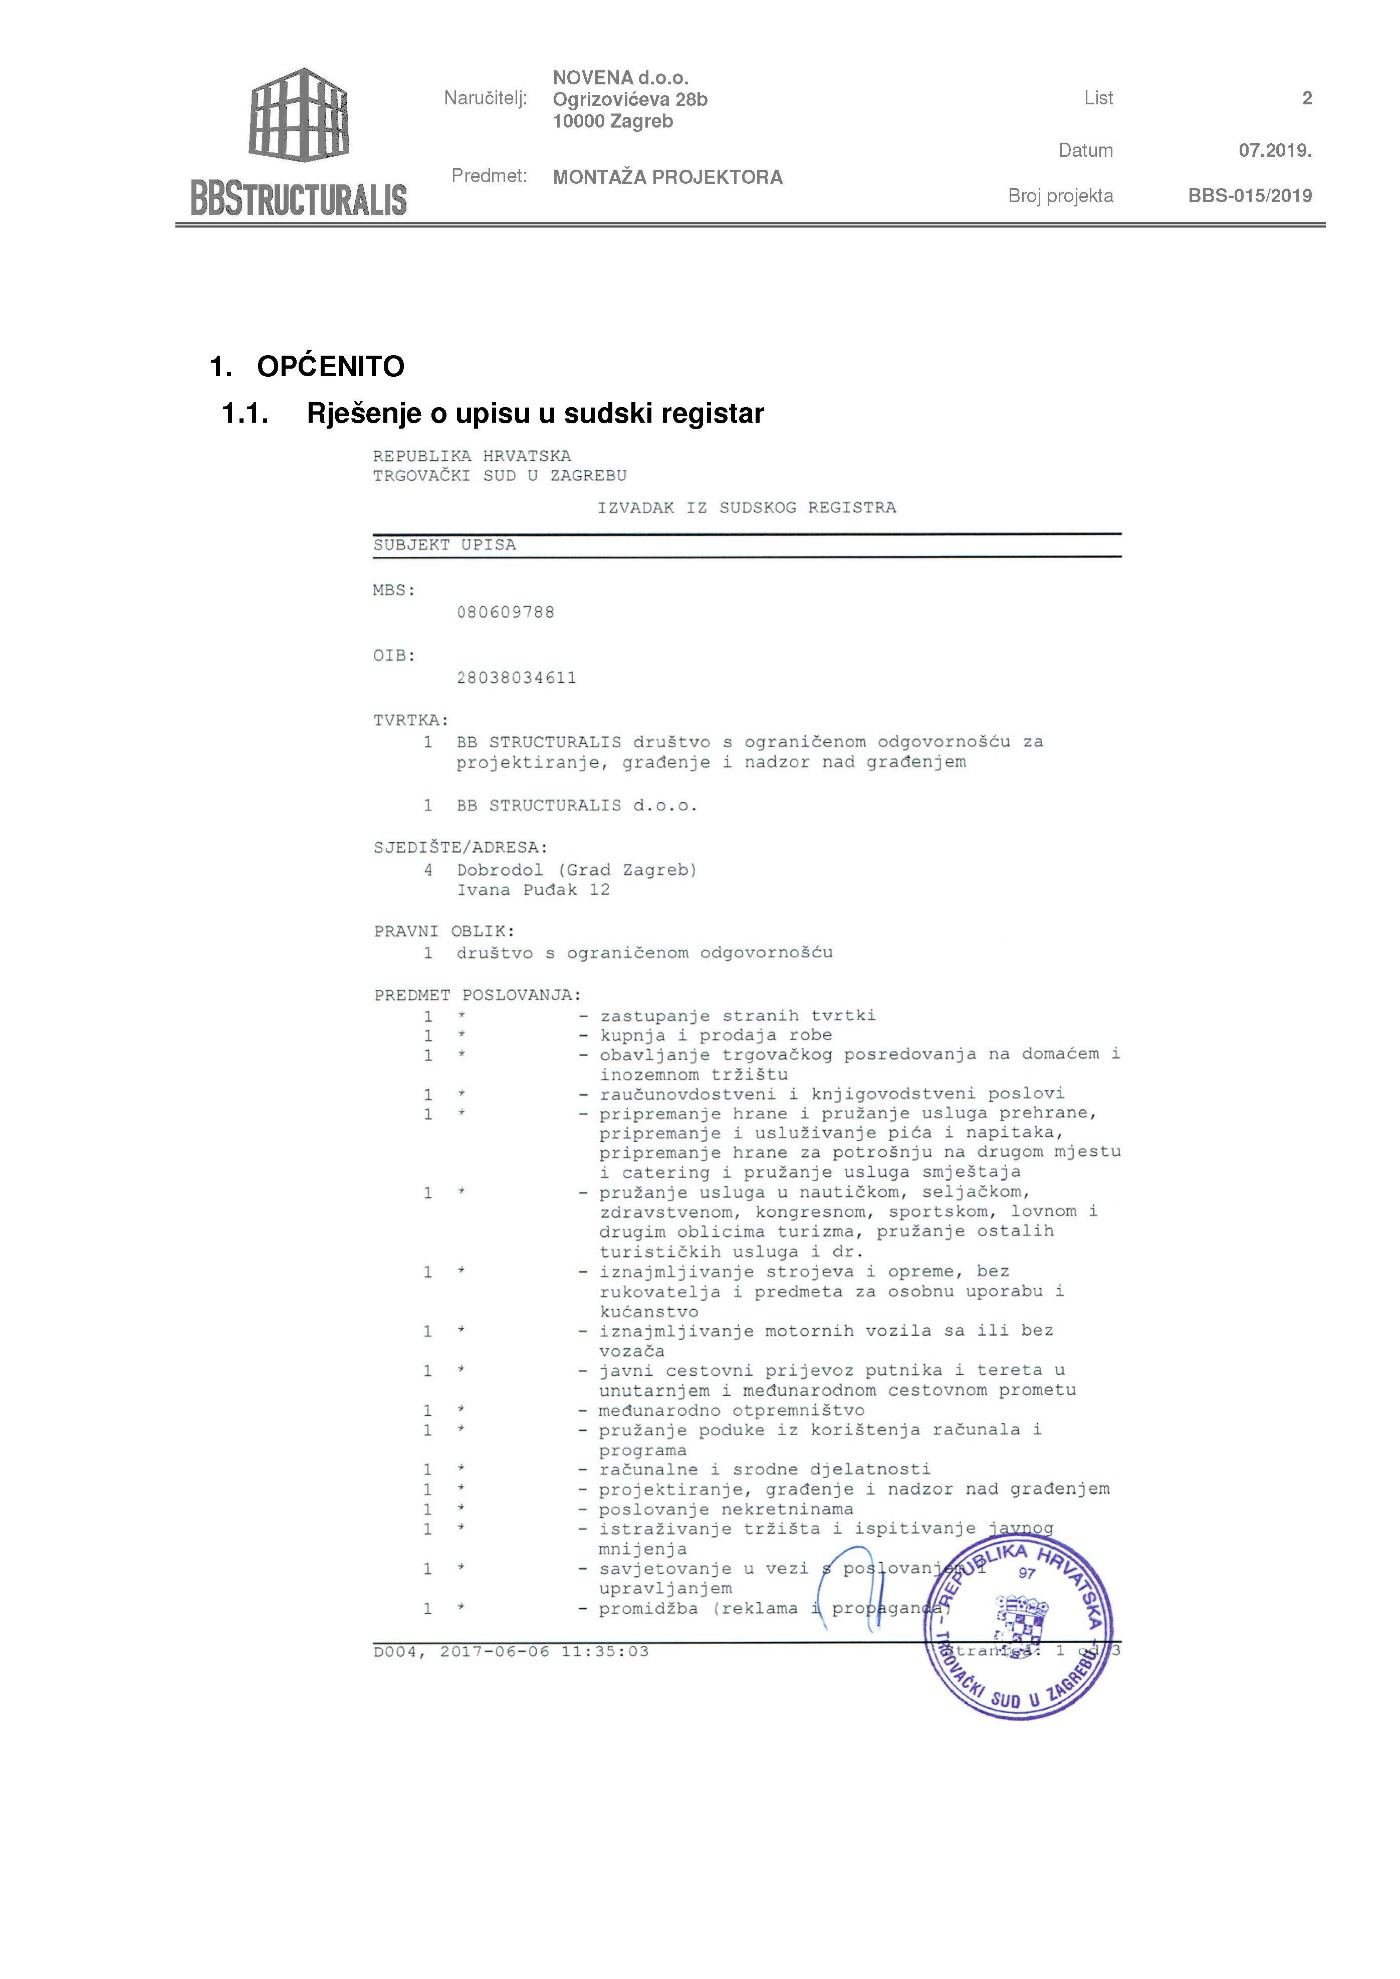 BBSTRUCTURALIS
Naručitelj:
NOVENA d.o.o.
Ogrizovićeva 28b
10000 Zagreb
Predmet:
MONTAŽA PROJEKTORA
List 2
Datum 07.2019.
Broj projekta BBS-015/2019
1. OPĆENITO
1.1. Rješenje o upisu u sudski registar
REPUBLIKA HRVATSKA
TRGOVAČKI SUD U ZAGREBU
IZVADAK IZ SUDSKOG REGISTRA
SUBJEKT UPISA
MBS:
080609788
OIB:
28038034611
TVRTKA:
1 BB STRUCTURALIS društvo s ograničenom odgovornošću za
projektiranje, građenje i nadzor nad građenjem
1 BB STRUCTURALIS d.o.o.
SJEDIŠTE/ADRESA:
4 Dobrodol (Grad Zagreb)
Ivana Puđak 12
PRAVNI OBLIK:
1 društvo s ograničenom odgovornošću
PREDMET POSLOVANJA:
1 * - zastupanje stranih tvrtki
1 * - kupnja i prodaja robe
1 * - obavljanje trgovačkog posredovanja na domaćem i
inozemnom tržištu
1 * - raučunovdostveni i knjigovodstveni poslovi
1 * - pripremanje hrane i pružanje usluga prehrane,
pripremanje i usluživanje pića i napitaka,
pripremanje hrane za potrošnju na drugom mjestu
i catering i pružanje usluga smještaja
1 * - pružanje usluga u nautičkom, seljačkom,
zdravstvenom, kongresnom, sportskom, lovnom i
drugim oblicima turizma, pružanje ostalih
turističkih usluga i dr.
1 * - iznajmljivanje strojeva i opreme, bez
rukovatelja i predmeta za osobnu uporabu i
kućanstvo
1 * - iznajmljivanje motornih vozila sa ili bez
vozača
1 * - javni cestovni prijevoz putnika i tereta u
unutarnjem i međunarodnom cestovnom prometu
1 * - međunarodno otpremništvo
1 * - pružanje poduke iz korištenja računala i
programa
1 * - računalne i srodne djelatnosti
1 * - projektiranje, građenje i nadzor nad građenjem
1 * - poslovanje nekretninama
1 * - istraživanje tržišta i ispitivanje javnog
mnijenja
1 * - savjetovanje u vezi s poslovanjem i
upravljanjem
1 * - promidžba (reklama i propaganda)
D004, 2017-06-06 11:35:03 Stranica: 1 od 3
REPUBLIKA HRVATSKA
97
TRGOVAČKI SUD U ZAGREBU